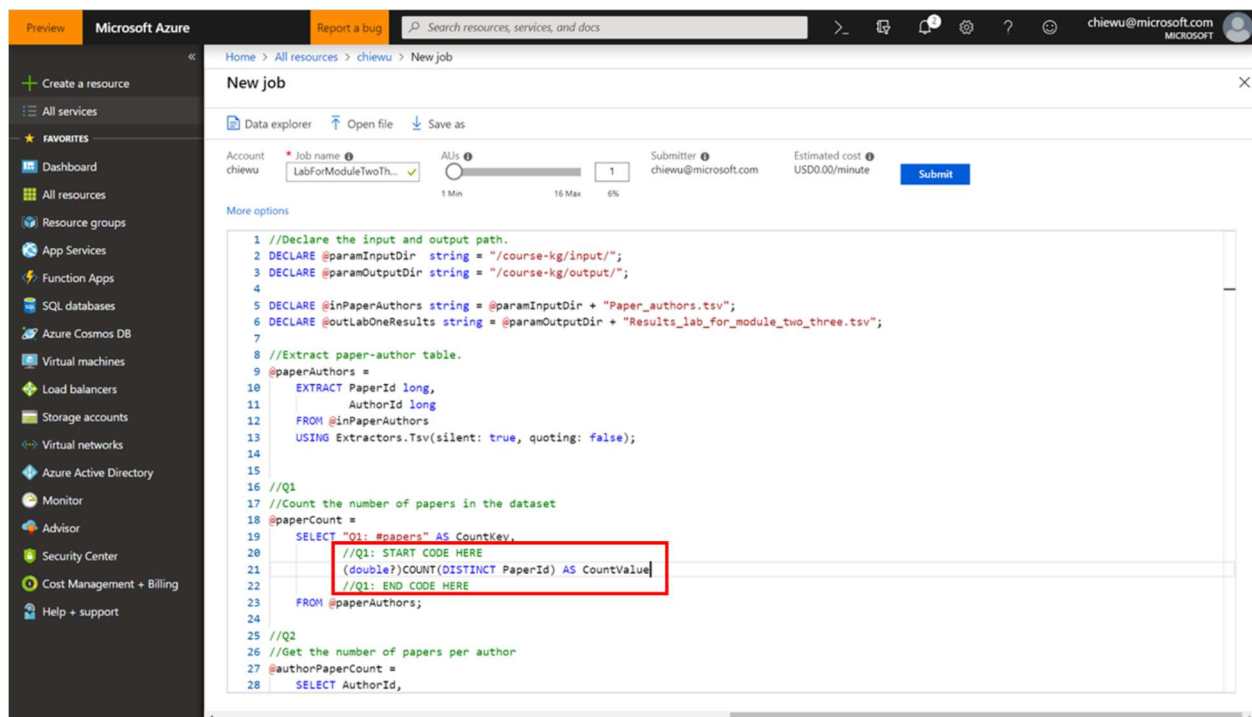 Preview Microsoft Azure Report a bug Search resources, services, and docs 2 ? chiewu@microsoft.com
MICROSOFT
«
Create a resource
All services
FAVORITES
Dashboard
All resources
Resource groups
App Services
Function Apps
SQL databases
Azure Cosmos DB
Virtual machines
Load balancers
Storage accounts
Virtual networks
Azure Active Directory
Monitor
Advisor
Security Center
Cost Management + Billing
Help + support
Home > All resources > chiewu > New job
New job
Data explorer Open file Save as
Account * Job name AUs Submitter Estimated cost
chiewu LabForModuleTwoTh... 1 chiewu@microsoft.com USD0.00/minute Submit
1 Min 16 Max 6%
More options
1 //Declare the input and output path.
2 DECLARE @paramInputDir string = "/course-kg/input/";
3 DECLARE @paramOutputDir string = "/course-kg/output/";
4
5 DECLARE @inPaperAuthors string = @paramInputDir + "Paper_authors.tsv";
6 DECLARE @outLabOneResults string = @paramOutputDir + "Results_lab_for_module_two_three.tsv";
7
8 //Extract paper-author table.
9 @paperAuthors =
10 EXTRACT PaperId long,
11 AuthorId long
12 FROM @inPaperAuthors
13 USING Extractors.Tsv(silent: true, quoting: false);
14
15
16 //Q1
17 //Count the number of papers in the dataset
18 @paperCount =
19 SELECT "Q1: #papers" AS CountKey,
20 //Q1: START CODE HERE
21 (double?)COUNT(DISTINCT PaperId) AS CountValue
22 //Q1: END CODE HERE
23 FROM @paperAuthors;
24
25 //Q2
26 //Get the number of papers per author
27 @authorPaperCount =
28 SELECT AuthorId,